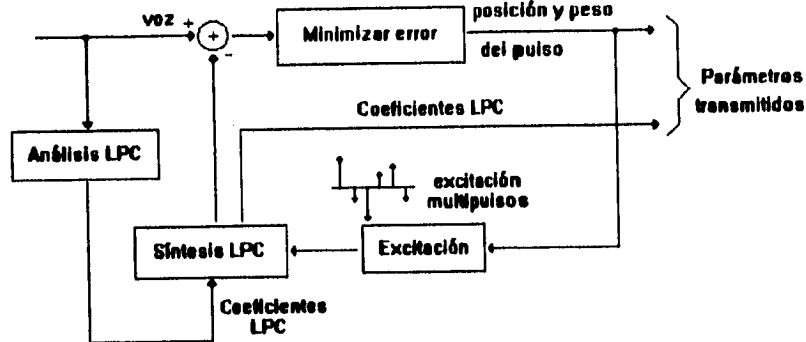 voz
+
+
-
Minimizar error
posición y peso
del pulso
Parámetros
transmitidos
Coeficientes LPC
Análisis LPC
excitación
multipulsos
Síntesis LPC
Excitación
Coeficientes
LPC